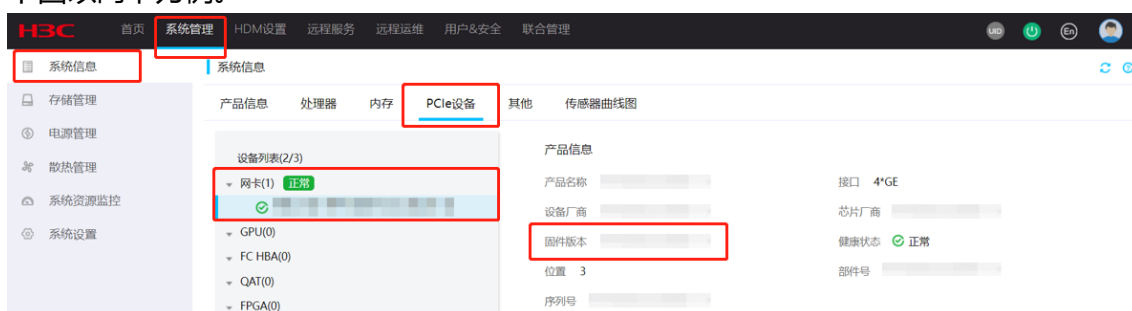 H3C 首页 系统管理 HDM设置 远程服务 远程运维 用户&安全 联合管理 UID En
系统信息
存储管理
电源管理
散热管理
系统资源监控
系统设置
系统信息
产品信息 处理器 内存 PCIe设备 其他 传感器曲线图
设备列表(2/3)
网卡(1) 正常
GPU(0)
FC HBA(0)
QAT(0)
FPGA(0)
产品信息
产品名称 接口 4*GE
设备厂商 芯片厂商
固件版本 健康状态 正常
位置 3 部件号
序列号